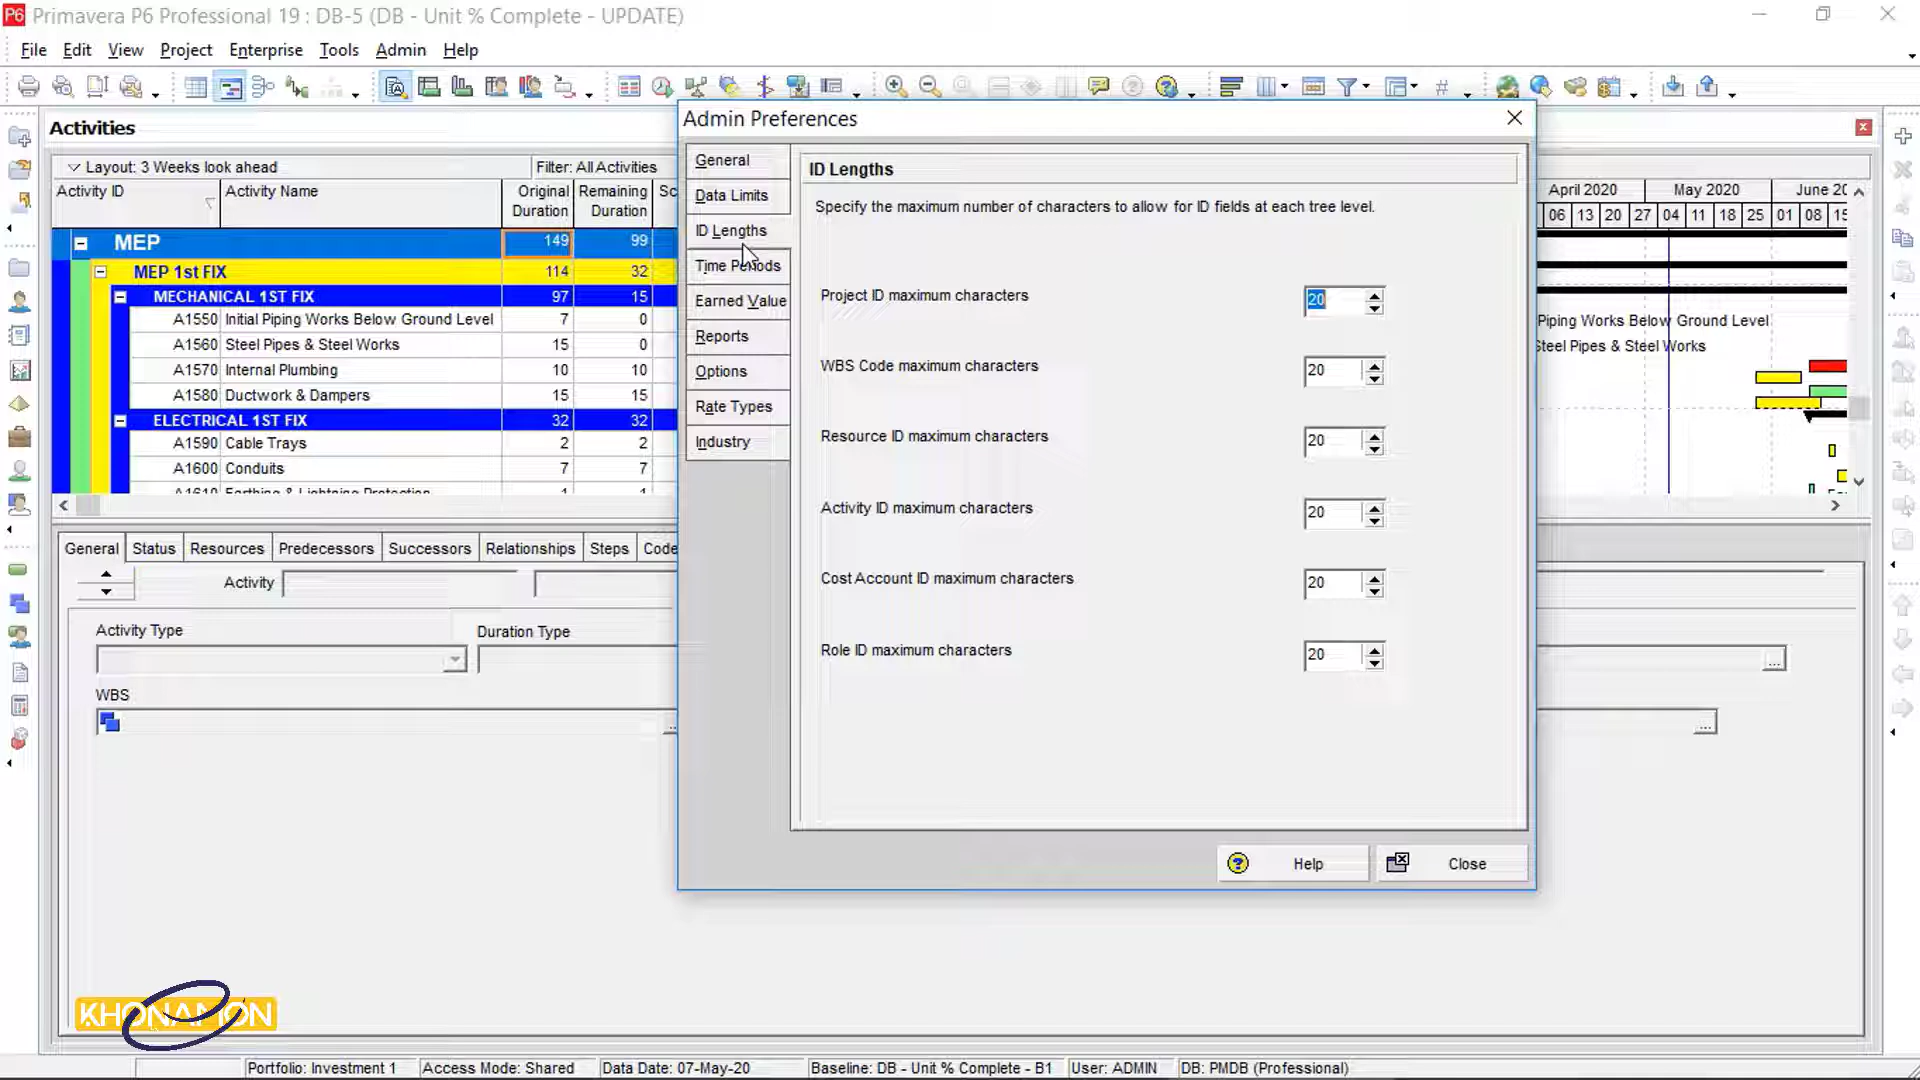 Primavera P6 Professional 19 : DB-5 (DB - Unit % Complete - UPDATE)
File Edit View Project Enterprise Tools Admin Help
Activities
Layout: 3 Weeks look ahead Filter: All Activities
Activity ID Activity Name Original Duration Remaining Duration
MEP 149 99
MEP 1st FIX 114 32
MECHANICAL 1ST FIX 97 15
A1550 Initial Piping Works Below Ground Level 7 0
A1560 Steel Pipes & Steel Works 15 0
A1570 Internal Plumbing 10 10
A1580 Ductwork & Dampers 15 15
ELECTRICAL 1ST FIX 32 32
A1590 Cable Trays 2 2
A1600 Conduits 7 7
A1610 Earthing & Lightning Protection 1 1
General Status Resources Predecessors Successors Relationships Steps Code
Activity
Activity Type Duration Type
WBS
Admin Preferences
General
Data Limits
ID Lengths
Time Periods
Earned Value
Reports
Options
Rate Types
Industry
ID Lengths
Specify the maximum number of characters to allow for ID fields at each tree level.
Project ID maximum characters 20
WBS Code maximum characters 20
Resource ID maximum characters 20
Activity ID maximum characters 20
Cost Account ID maximum characters 20
Role ID maximum characters 20
Help Close
April 2020 May 2020 June 20
06 13 20 27 04 11 18 25 01 08 15
Piping Works Below Ground Level
Steel Pipes & Steel Works
KHONAMON
Portfolio: Investment 1 Access Mode: Shared Data Date: 07-May-20 Baseline: DB - Unit % Complete - B1 User: ADMIN DB: PMDB (Professional)